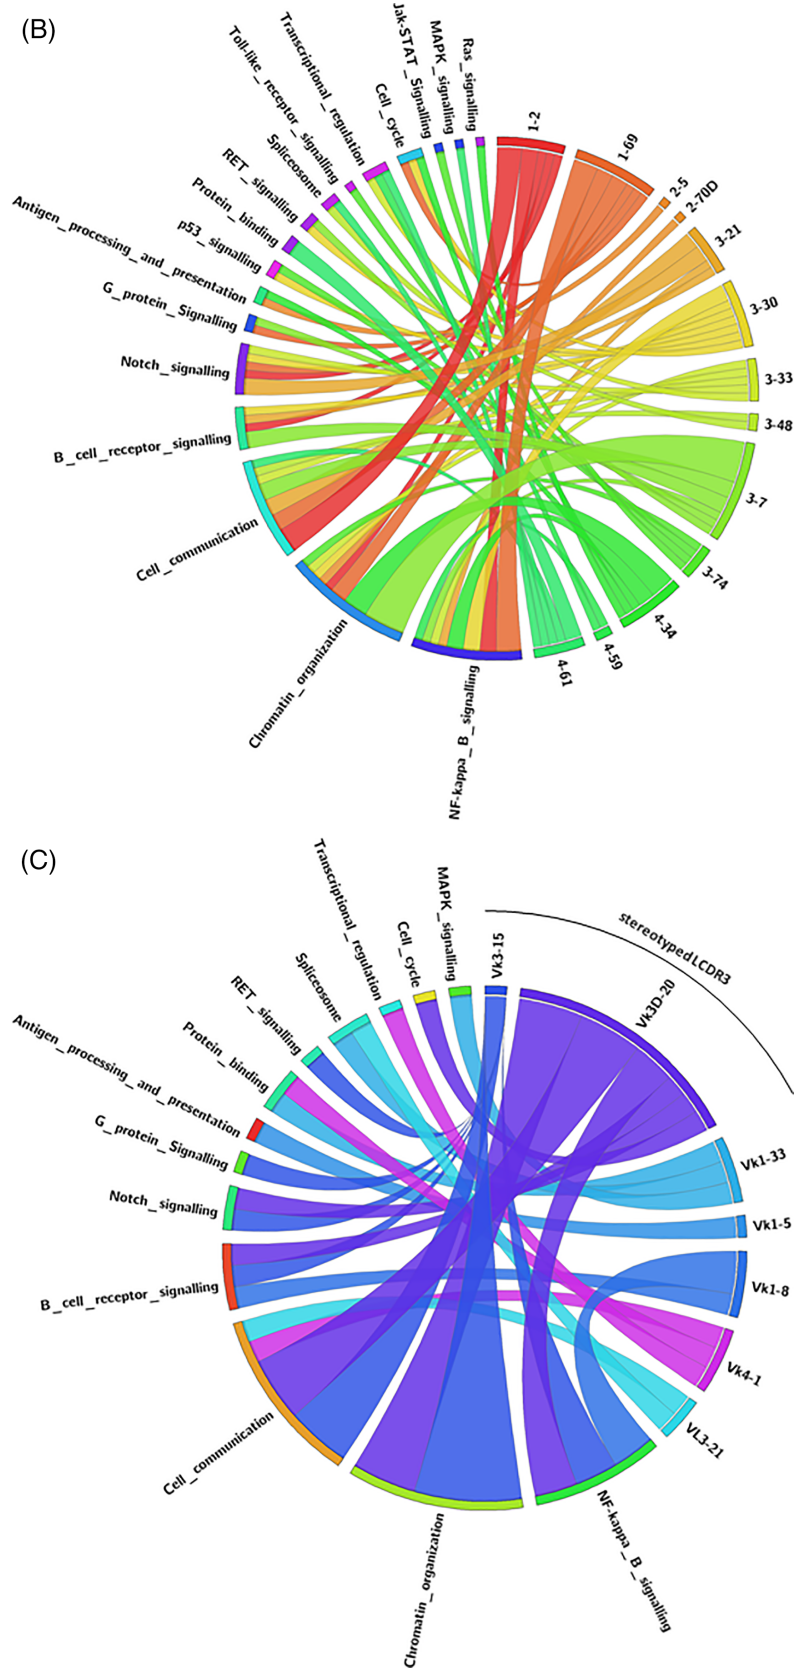 (B)
Jak-STAT_Signalling
MAPK_signalling
Ras_signalling
Cell_cycle
Transcriptional_regulation
Toll-like_receptor_signalling
Spliceosome
RET_signalling
Protein_binding
p53_signalling
Antigen_processing_and_presentation
G_protein_Signalling
Notch_signalling
B_cell_receptor_signalling
Cell_communication
Chromatin_organization
NF-kappa_B_signalling
1-2
1-69
2-5
2-70D
3-21
3-30
3-33
3-48
3-7
3-74
4-34
4-59
4-61
(C)
stereotyped LCDR3
MAPK_signalling
Cell_cycle
Transcriptional_regulation
Spliceosome
RET_signalling
Protein_binding
Antigen_processing_and_presentation
G_protein_Signalling
Notch_signalling
B_cell_receptor_signalling
Cell_communication
Chromatin_organization
NF-kappa_B_signalling
Vk3-15
Vk3D-20
Vk1-33
Vk1-5
Vk1-8
Vk4-1
VL3-21